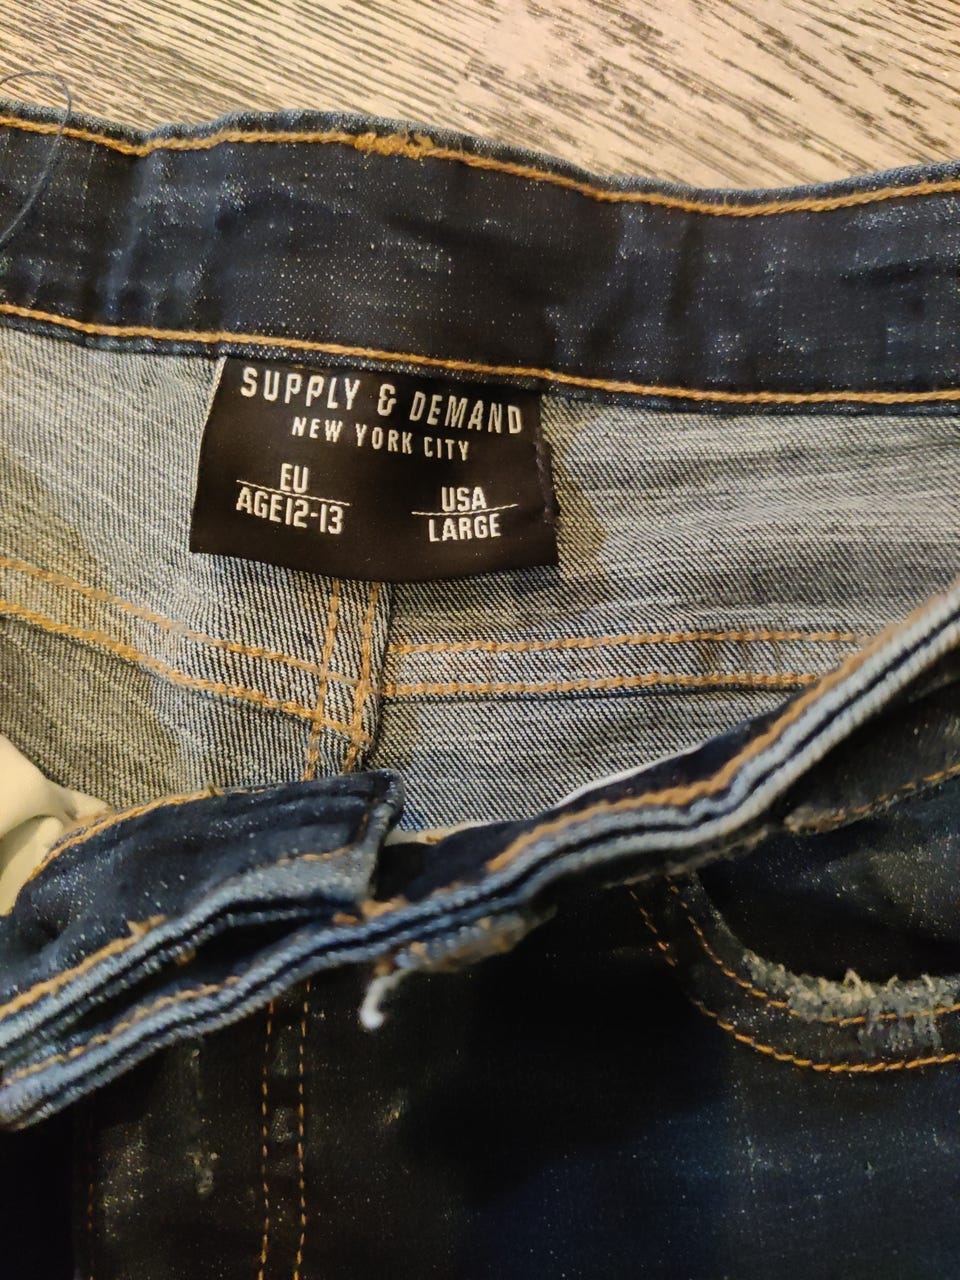 SUPPLY & DEMAND
NEW YORK CITY
EU
AGE12-13
USA
LARGE